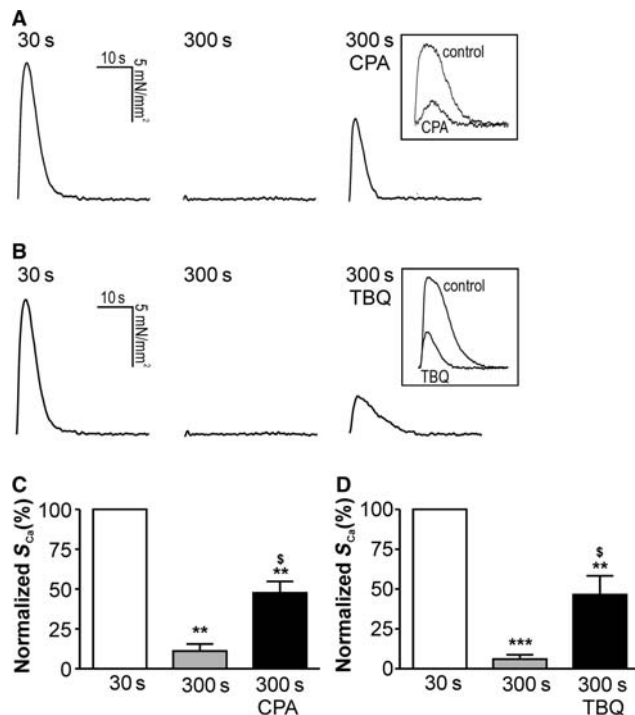 A
30 s
10 s
5 mN/mm²
300 s
300 s
CPA
control
CPA
B
30 s
10 s
5 mN/mm²
300 s
300 s
TBQ
control
TBQ
C
Normalized S_Ca(%)
100
75
50
25
0
**
$
**
30 s
300 s
300 s
CPA
D
Normalized S_Ca(%)
100
75
50
25
0
***
$
**
30 s
300 s
300 s
TBQ